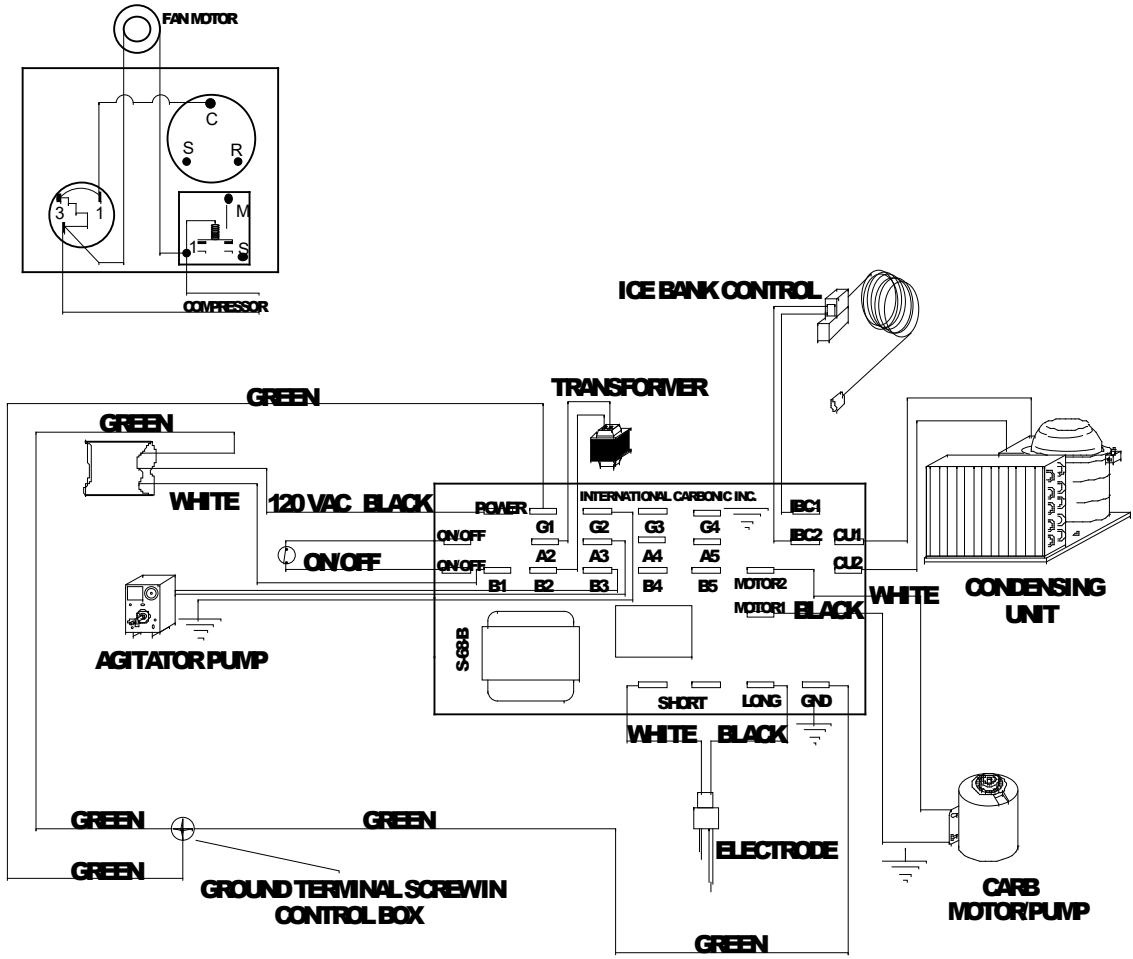 FAN MOTOR
C
S R
3 1
M
1
S
COMPRESSOR
ICE BANK CONTROL
TRANSFORMER
GREEN
GREEN
WHITE
120 VAC BLACK
POWER
INTERNATIONAL CARBONIC INC.
IBC1
G1 G2 G3 G4
ON/OFF
IBC2 CU1
ON/OFF
A2 A3 A4 A5
ON/OFF
CU2
B1 B2 B3 B4 B5 MOTOR2
WHITE
CONDENSING
UNIT
MOTOR1 BLACK
S-68-B
AGITATOR PUMP
SHORT LONG GND
WHITE BLACK
GREEN GREEN
ELECTRODE
GREEN
GROUND TERMINAL SCREW IN
CONTROL BOX
CARB
MOTOR/PUMP
GREEN